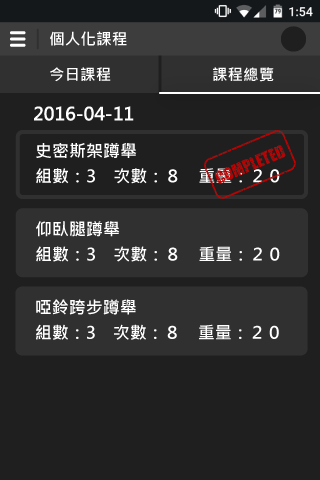 1:54
個人化課程
今日課程
課程總覽
2016-04-11
史密斯架蹲舉
組數：3 次數：8 重量：20
COMPLETED
仰臥腿蹲舉
組數：3 次數：8 重量：20
啞鈴跨步蹲舉
組數：3 次數：8 重量：20